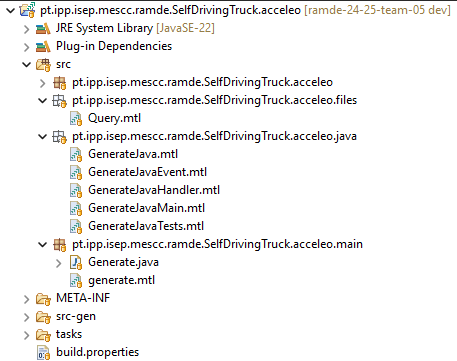 pt.ipp.isep.mescc.ramde.SelfDrivingTruck.acceleo [ramde-24-25-team-05 dev]
JRE System Library [JavaSE-22]
Plug-in Dependencies
src
pt.ipp.isep.mescc.ramde.SelfDrivingTruck.acceleo
pt.ipp.isep.mescc.ramde.SelfDrivingTruck.acceleo.files
Query.mtl
pt.ipp.isep.mescc.ramde.SelfDrivingTruck.acceleo.java
GenerateJava.mtl
GenerateJavaEvent.mtl
GenerateJavaHandler.mtl
GenerateJavaMain.mtl
GenerateJavaTests.mtl
pt.ipp.isep.mescc.ramde.SelfDrivingTruck.acceleo.main
Generate.java
generate.mtl
META-INF
src-gen
tasks
build.properties